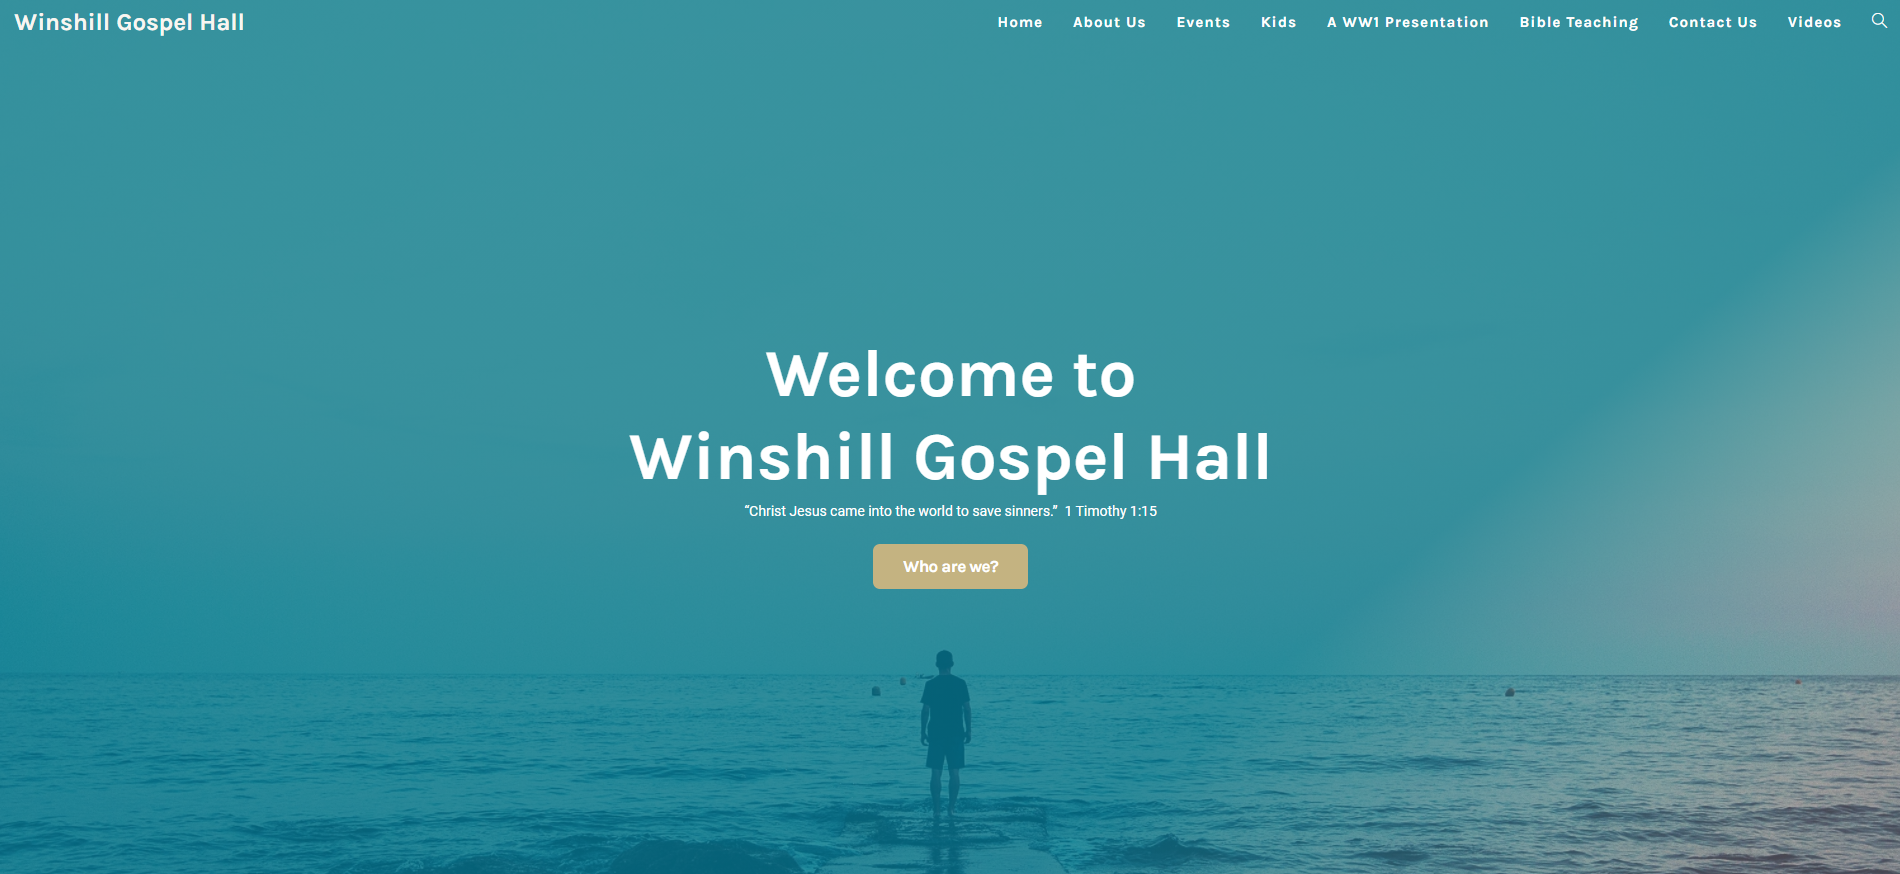 Winshill Gospel Hall
Home About Us Events Kids A WW1 Presentation Bible Teaching Contact Us Videos
Welcome to
Winshill Gospel Hall
“Christ Jesus came into the world to save sinners.” 1 Timothy 1:15
Who are we?